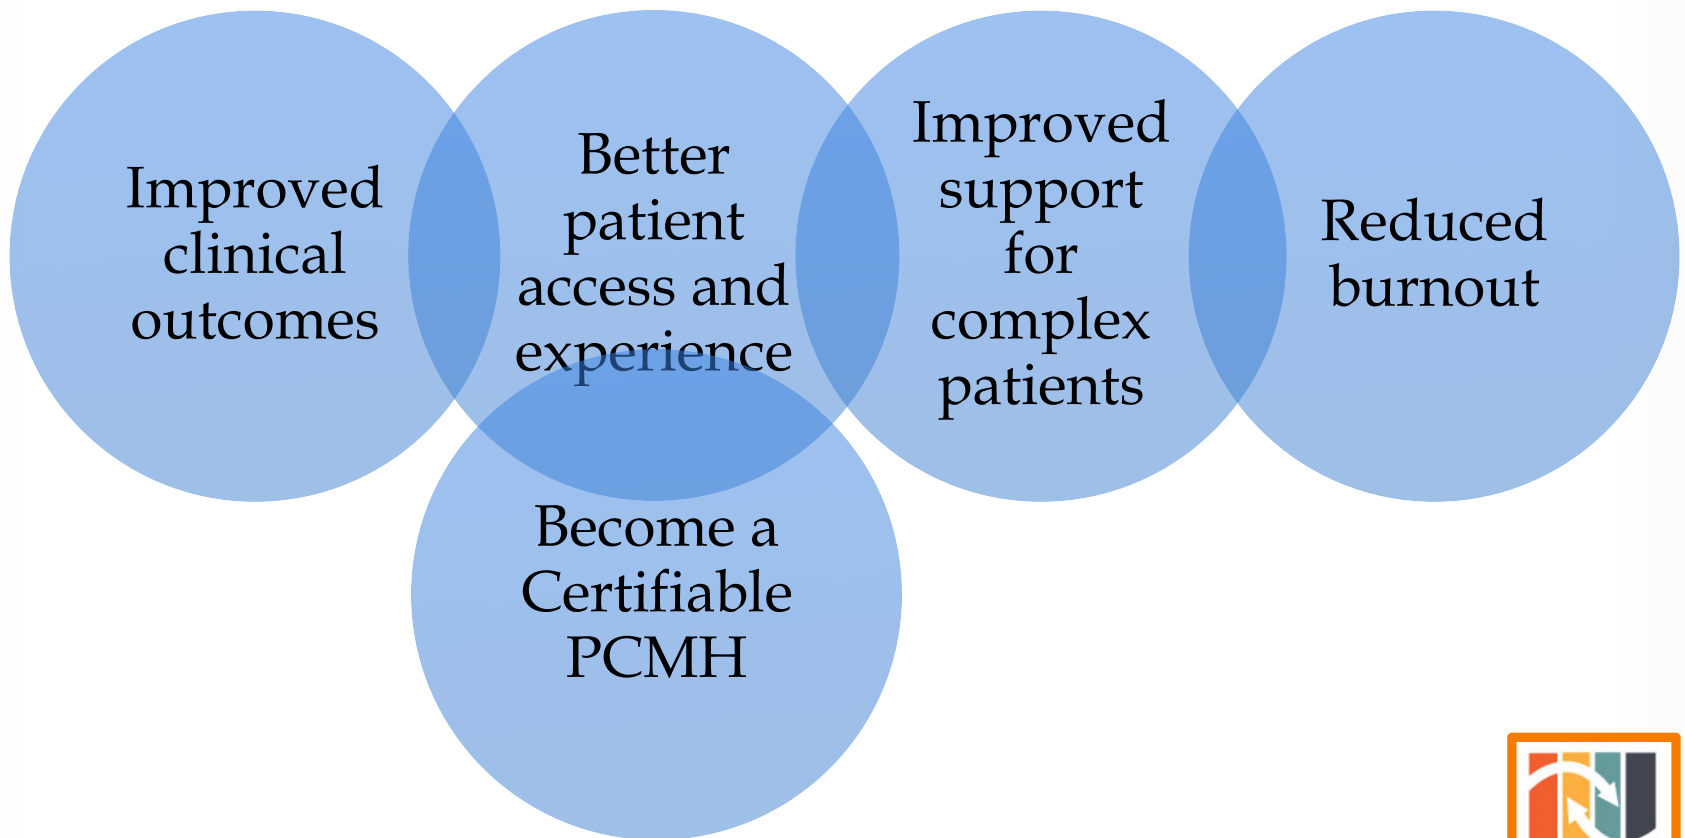 Improved
clinical
outcomes
Better
patient
access and
experience
Improved
support
for
complex
patients
Reduced
burnout
Become a
Certifiable
PCMH